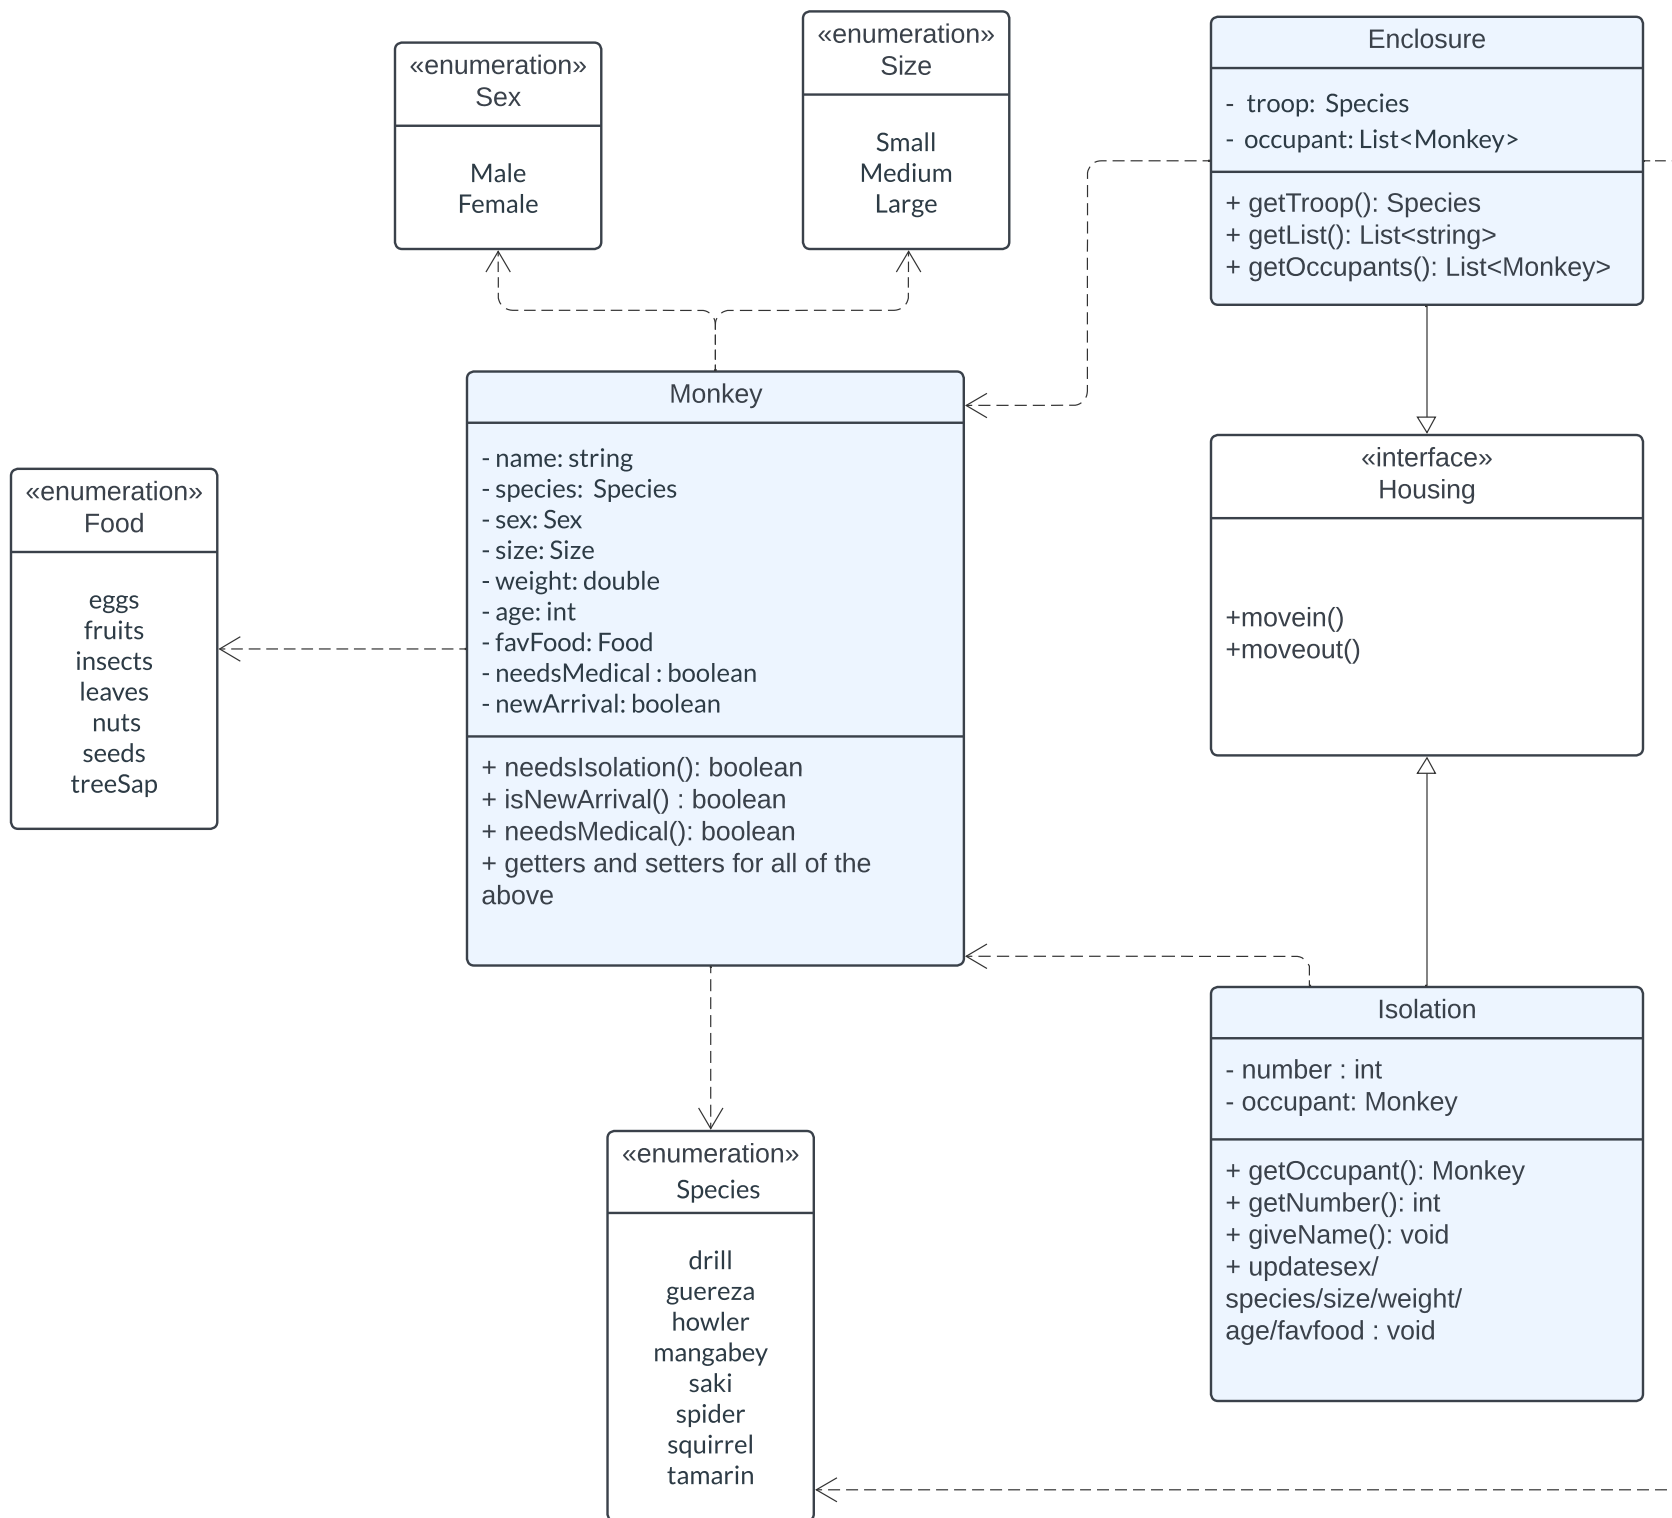 «enumeration»
Sex
Male
Female
«enumeration»
Size
Small
Medium
Large
Enclosure
- troop: Species
- occupant: List<Monkey>
+ getTroop(): Species
+ getList(): List<string>
+ getOccupants(): List<Monkey>
«enumeration»
Food
eggs
fruits
insects
leaves
nuts
seeds
treeSap
Monkey
- name: string
- species: Species
- sex: Sex
- size: Size
- weight: double
- age: int
- favFood: Food
- needsMedical : boolean
- newArrival: boolean
+ needsIsolation(): boolean
+ isNewArrival() : boolean
+ needsMedical(): boolean
+ getters and setters for all of the
above
«interface»
Housing
+movein()
+moveout()
«enumeration»
Species
drill
guereza
howler
mangabey
saki
spider
squirrel
tamarin
Isolation
- number : int
- occupant: Monkey
+ getOccupant(): Monkey
+ getNumber(): int
+ giveName(): void
+ updatesex/
species/size/weight/
age/favfood : void